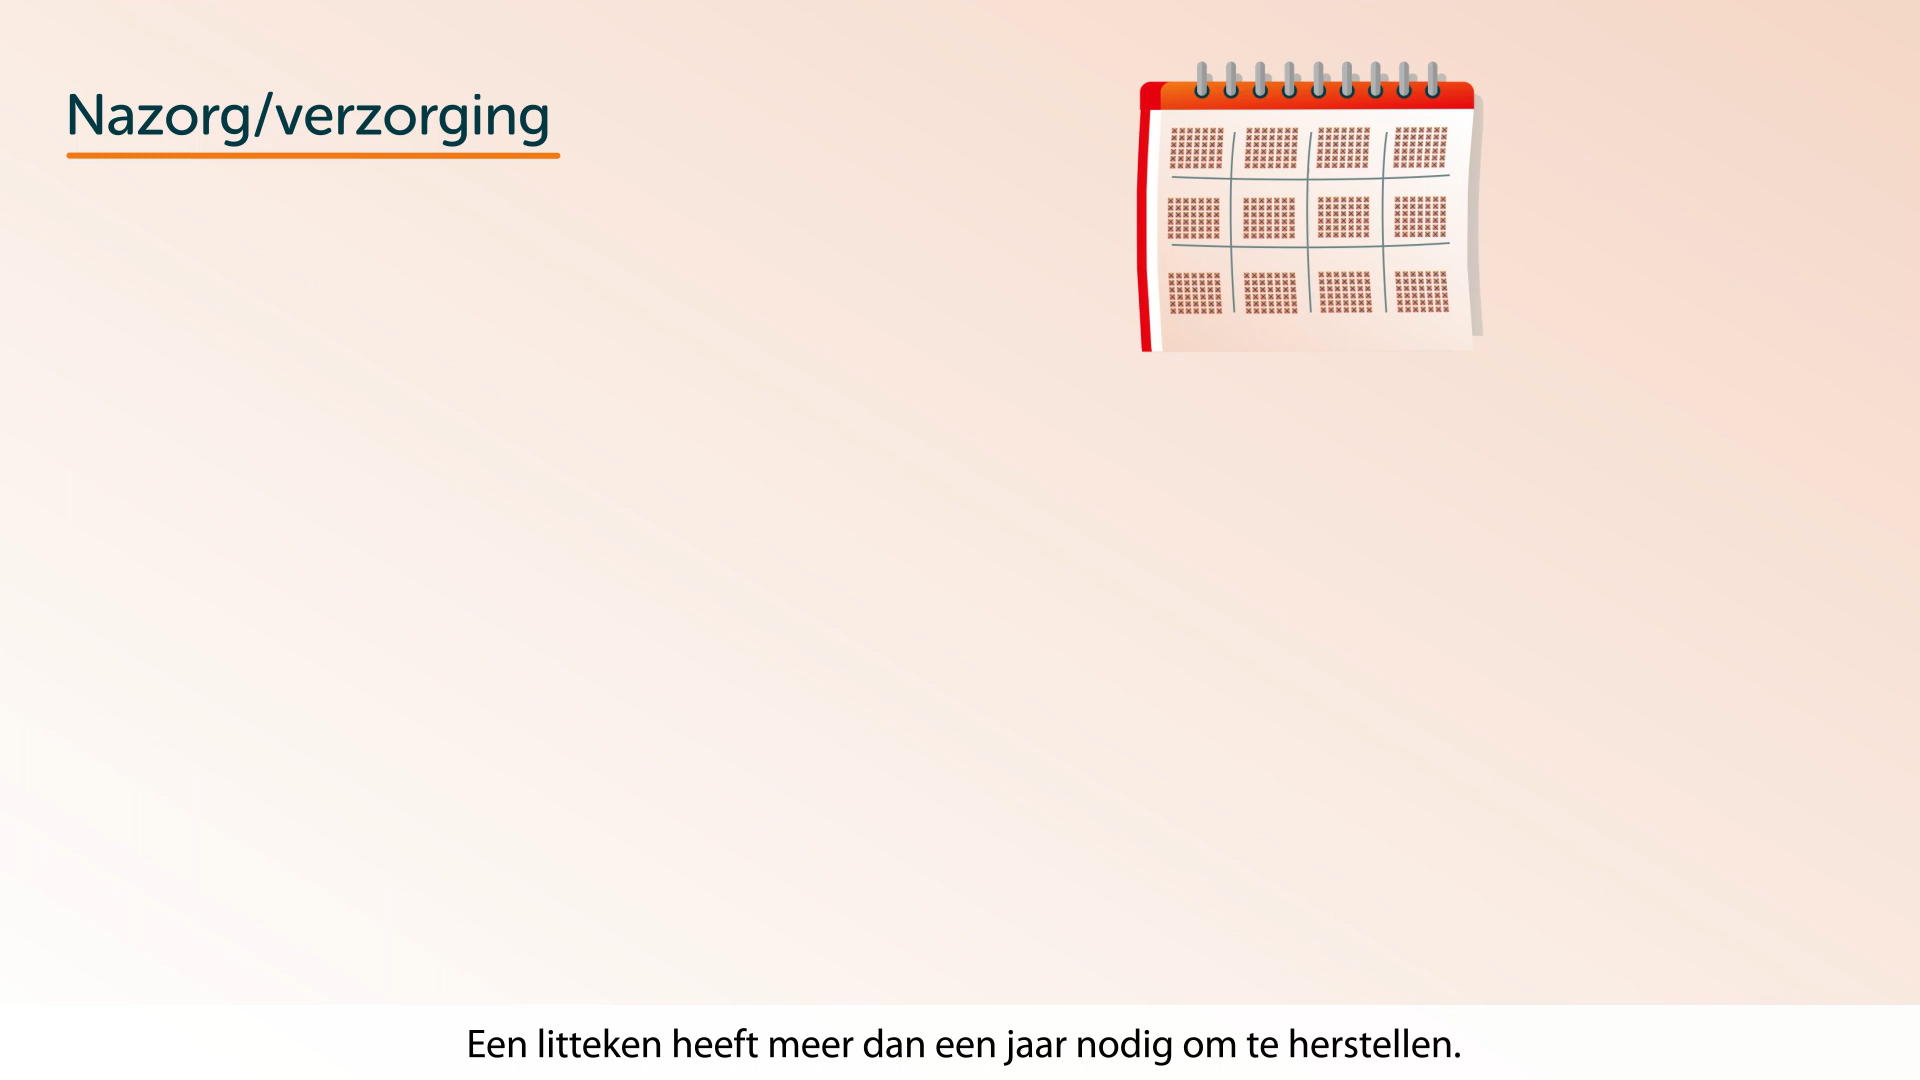 Nazorg/verzorging
Een litteken heeft meer dan een jaar nodig om te herstellen.